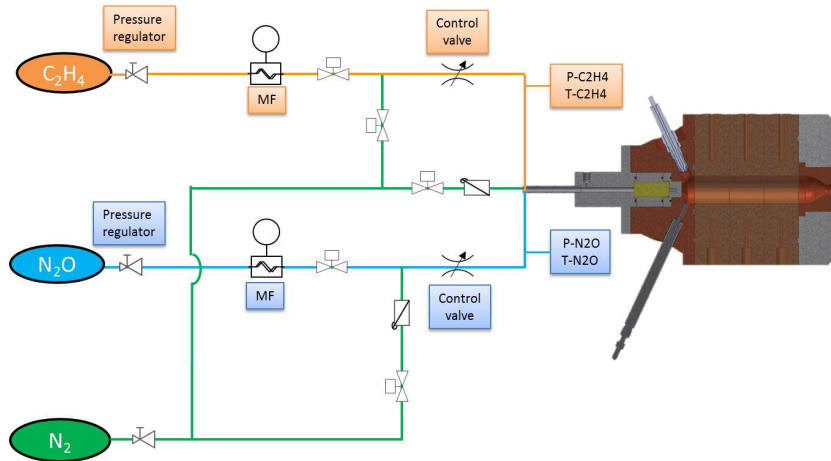 Pressure
regulator
Control
valve
C₂H₄
MF
P-C2H4
T-C2H4
Pressure
regulator
N₂O
MF
Control
valve
P-N2O
T-N2O
N₂